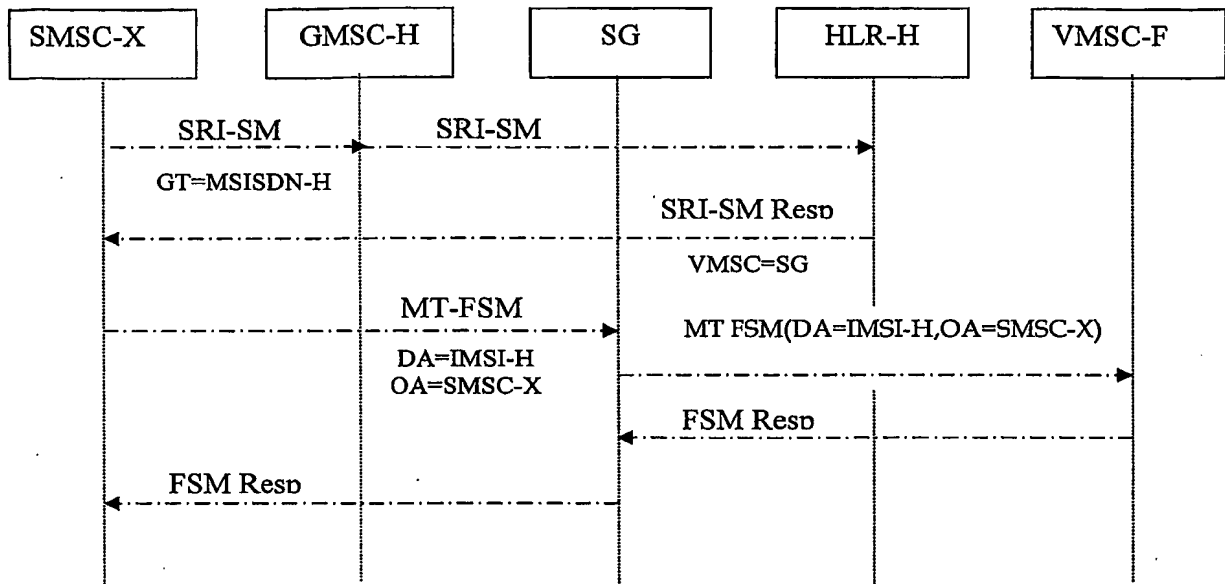 SMSC-X
GMSC-H
SG
HLR-H
VMSC-F
SRI-SM
SRI-SM
GT=MSISDN-H
SRI-SM Resp
VMSC=SG
MT-FSM
MT FSM(DA=IMSI-H,OA=SMSC-X)
DA=IMSI-H
OA=SMSC-X
FSM Resp
FSM Resp